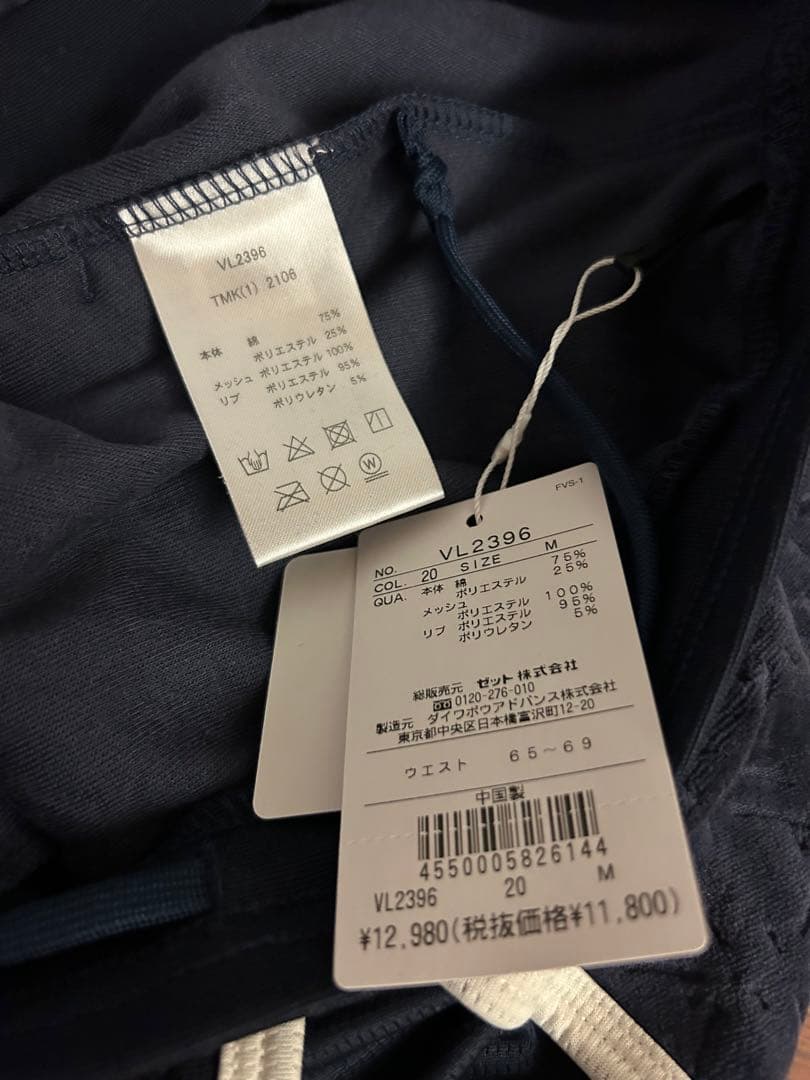 VL2396
TMK(1) 2106
本体 綿 75%
ポリエステル 25%
メッシュ ポリエステル 100%
リブ ポリエステル 95%
ポリウレタン 5%
W
FVS-1
NO. VL2396
COL. 20 SIZE M
QUA. 本体 綿 75%
ポリエステル 25%
メッシュ
ポリエステル 100%
リブ ポリエステル 95%
ポリウレタン 5%
総販売元 ゼット株式会社
0120-276-010
製造元 ダイワボウアドバンス株式会社
東京都中央区日本橋富沢町12-20
ウエスト 65~69
中国製
4550005826144
VL2396 20 M
¥12,980(税抜価格¥11,800)